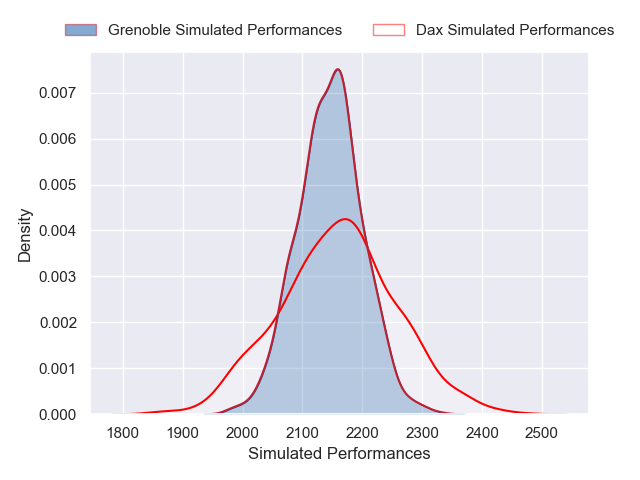 Grenoble Simulated Performances Dax Simulated Performances
0.007
0.006
0.005
0.004
0.003
0.002
0.001
0.000
Density
1800 1900 2000 2100 2200 2300 2400 2500
Simulated Performances